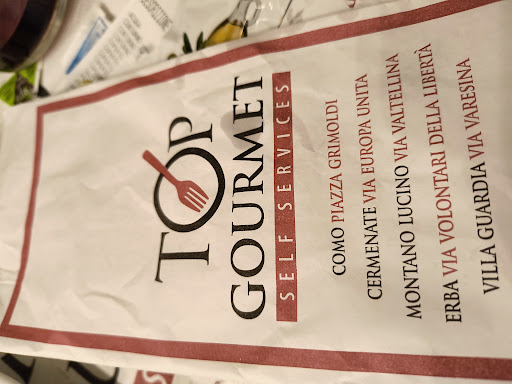 TOP
GOURMET
SELF SERVICES
COMO PIAZZA GRIMOLDI
CERMENATE VIA EUROPA UNITA
MONTANO LUCINO VIA VALTELLINA
ERBA VIA VOLONTARI DELLA LIBERTÀ
VILLA GUARDIA VIA VARESINA